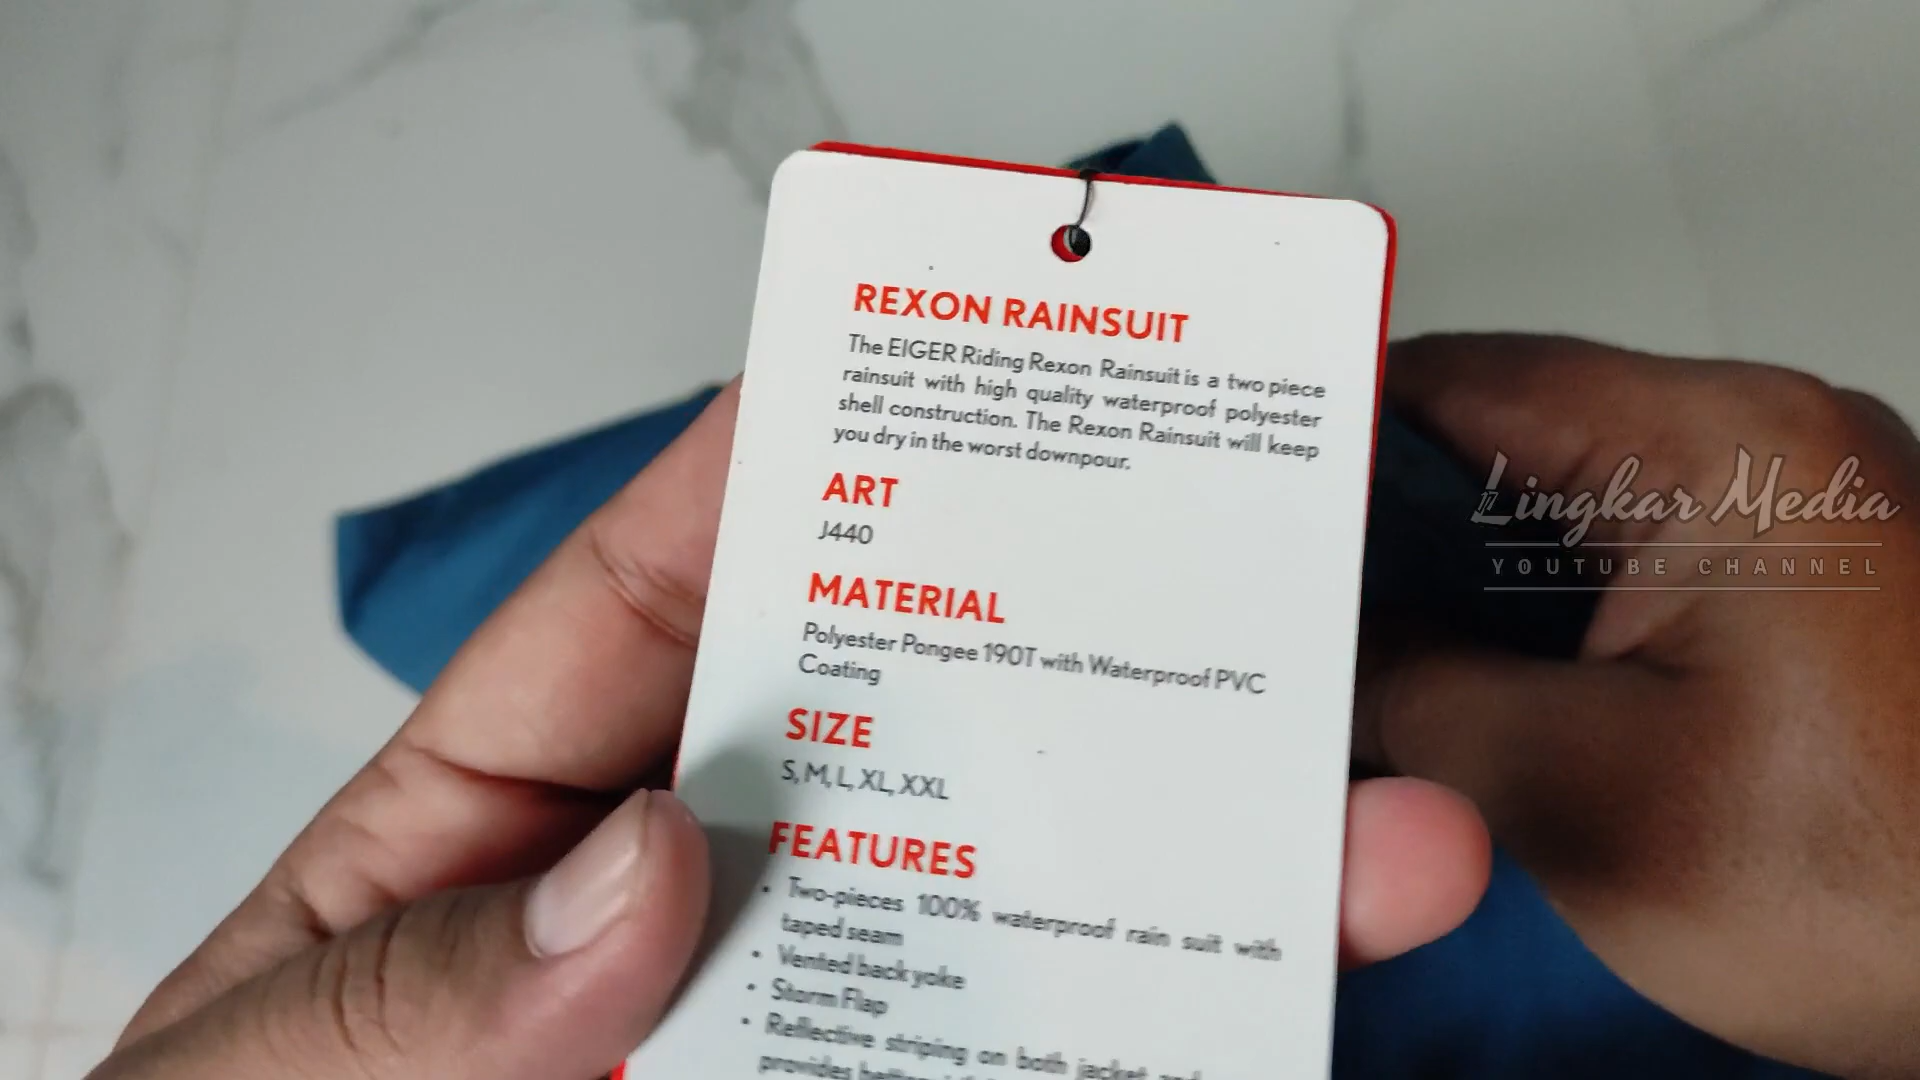 REXON RAINSUIT
The EIGER Riding Rexon Rainsuit is a two piece
rainsuit with high quality waterproof polyester
shell construction. The Rexon Rainsuit will keep
you dry in the worst downpour.
ART
J440
MATERIAL
Polyester Pongee 190T with Waterproof PVC
Coating
SIZE
S, M, L, XL, XXL
FEATURES
• Two-pieces 100% waterproof rain suit with
taped seam
• Vented back yoke
• Storm Flap
• Reflective striping on both jacket and
provides
Lingkar Media
YOUTUBE CHANNEL